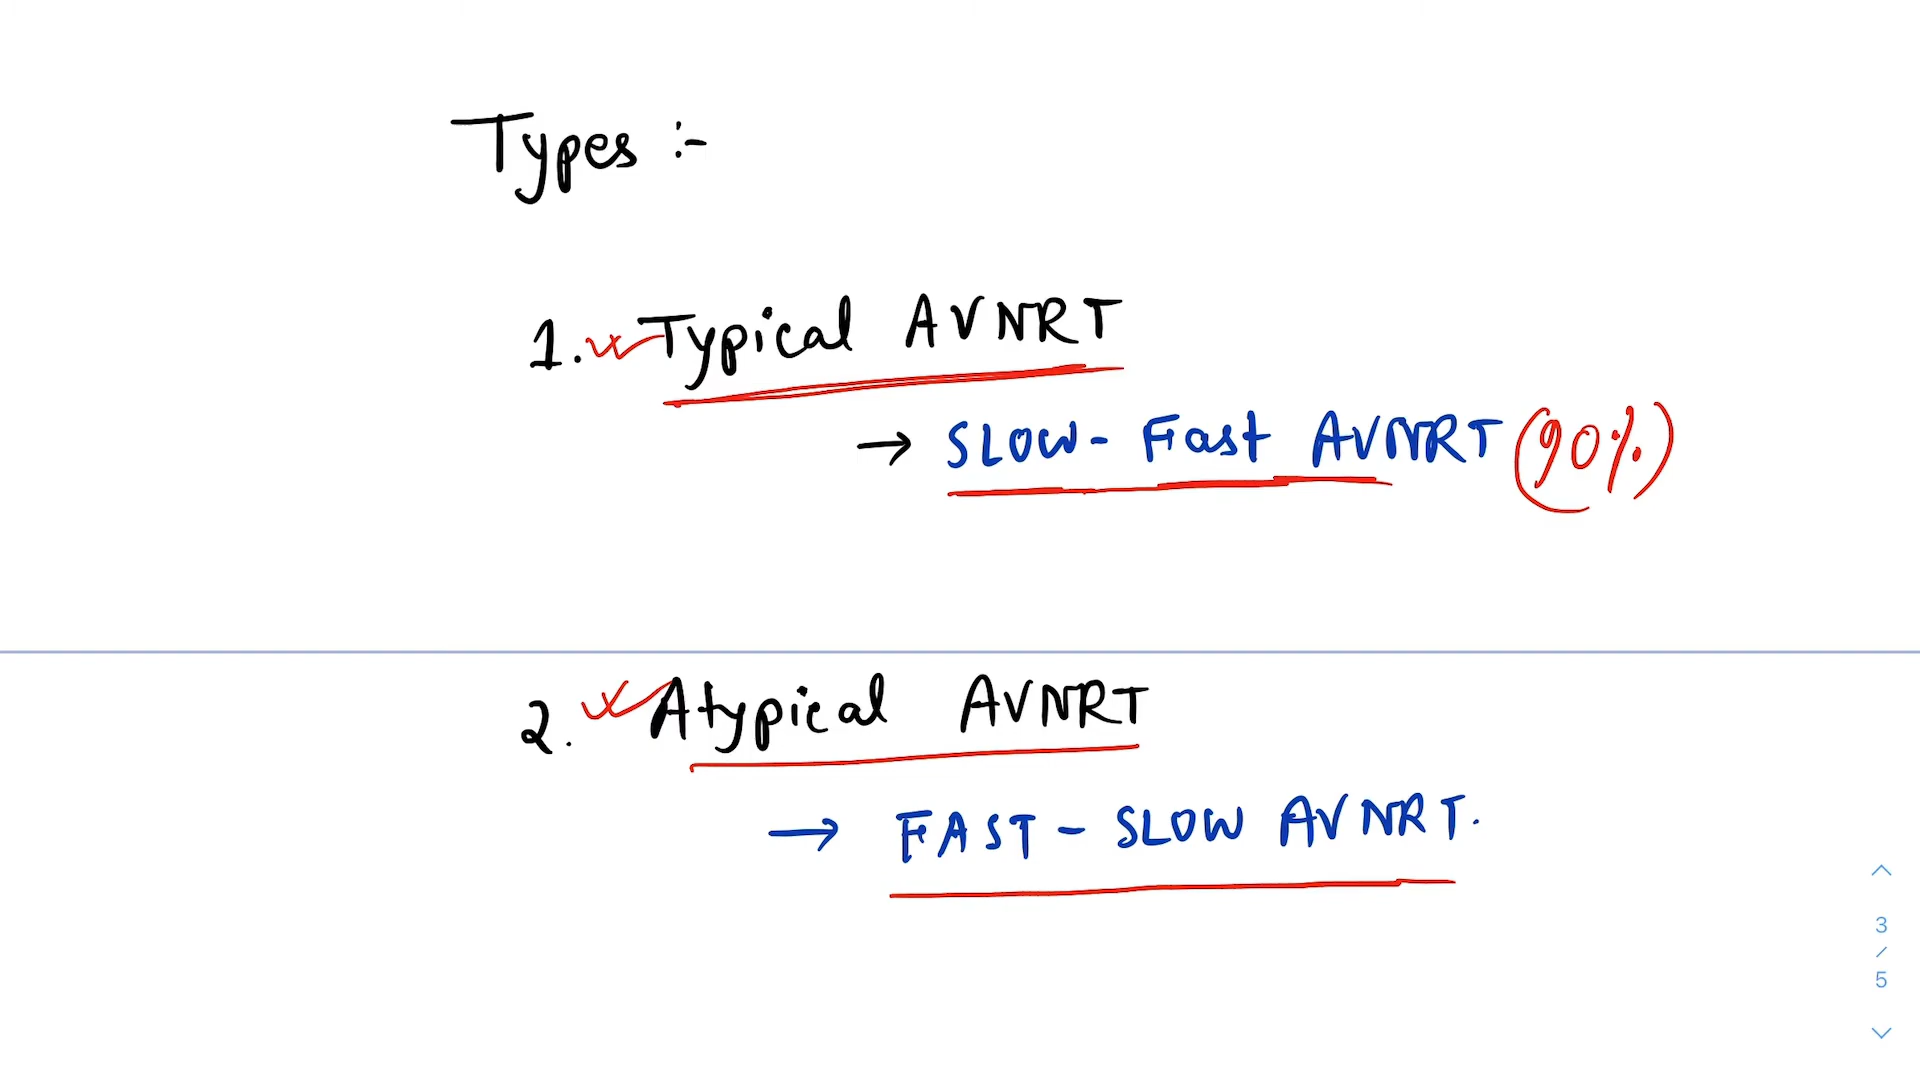 Types :-
1. Typical AVNRT
→ SLOW- Fast AVNRT (90%)
2. Atypical AVNRT
→ FAST - SLOW AVNRT.
3
/
5